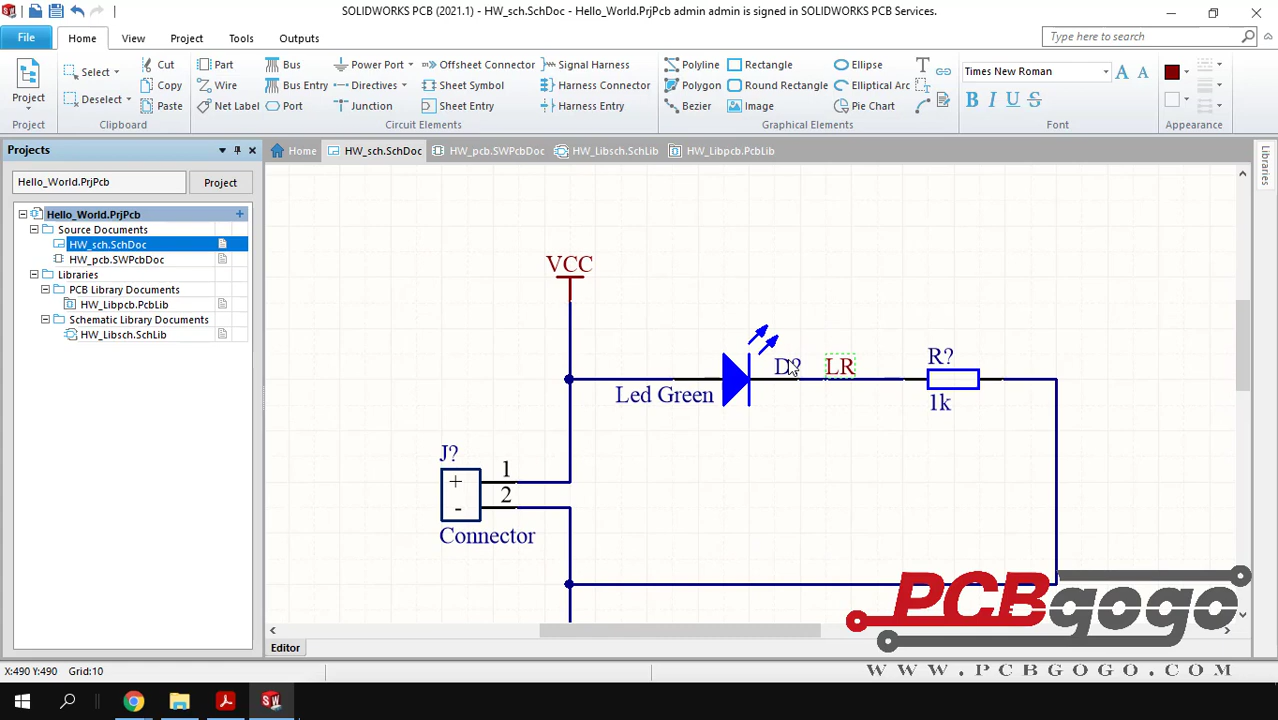 SOLIDWORKS PCB (2021.1) - HW_sch.SchDoc - Hello_World.PrjPcb admin admin is signed in SOLIDWORKS PCB Services.
File
Home
View
Project
Tools
Outputs
Type here to search
Project
Select
Deselect
Cut
Copy
Paste
Part
Wire
Net Label
Bus
Bus Entry
Port
Power Port
Directives
Junction
Offsheet Connector
Sheet Symbol
Sheet Entry
Signal Harness
Harness Connector
Harness Entry
Polyline
Polygon
Bezier
Rectangle
Round Rectangle
Image
Ellipse
Elliptical Arc
Pie Chart
Times New Roman
Project
Clipboard
Circuit Elements
Graphical Elements
Font
Appearance
Projects
Home
HW_sch.SchDoc
HW_pcb.SWPcbDoc
HW_Libsch.SchLib
HW_Libpcb.PcbLib
Libraries
Hello_World.PrjPcb
Project
Hello_World.PrjPcb
Source Documents
HW_sch.SchDoc
HW_pcb.SWPcbDoc
Libraries
PCB Library Documents
HW_Libpcb.PcbLib
Schematic Library Documents
HW_Libsch.SchLib
VCC
D?
LR
R?
Led Green
1k
J?
1
+
2
-
Connector
PCBgogo
Editor
X:490 Y:490 Grid:10
WWW.PCBGOGO.COM